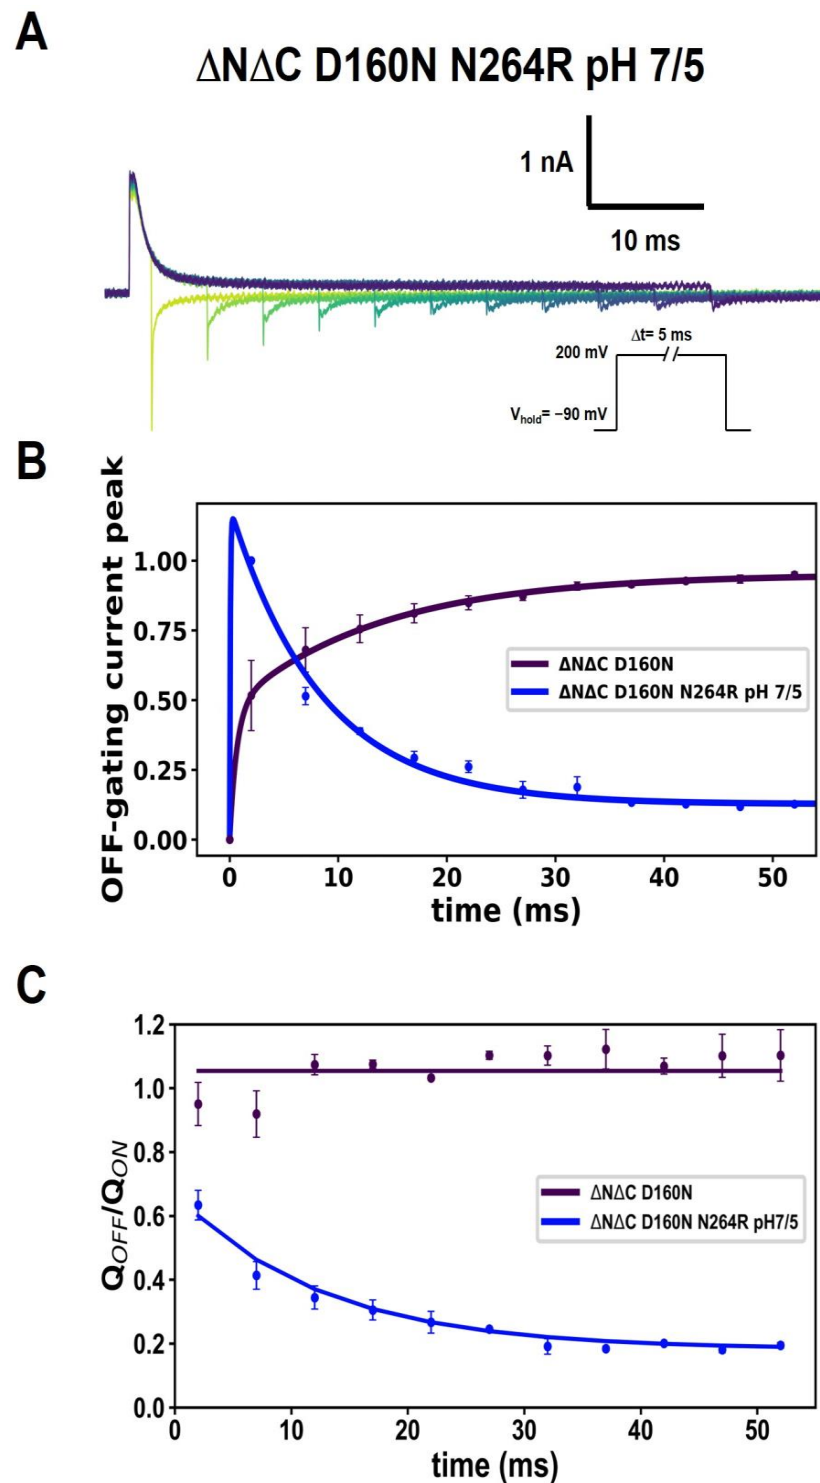 A
ΔNΔC D160N N264R pH 7/5
1 nA
10 ms
Δt= 5 ms
200 mV
Vhold= −90 mV
B
OFF-gating current peak
1.00
0.75
0.50
0.25
0.00
ΔNΔC D160N
ΔNΔC D160N N264R pH 7/5
0 10 20 30 40 50
time (ms)
C
QOFF/QON
1.2
1.0
0.8
0.6
0.4
0.2
0.0
ΔNΔC D160N
ΔNΔC D160N N264R pH7/5
0 10 20 30 40 50
time (ms)